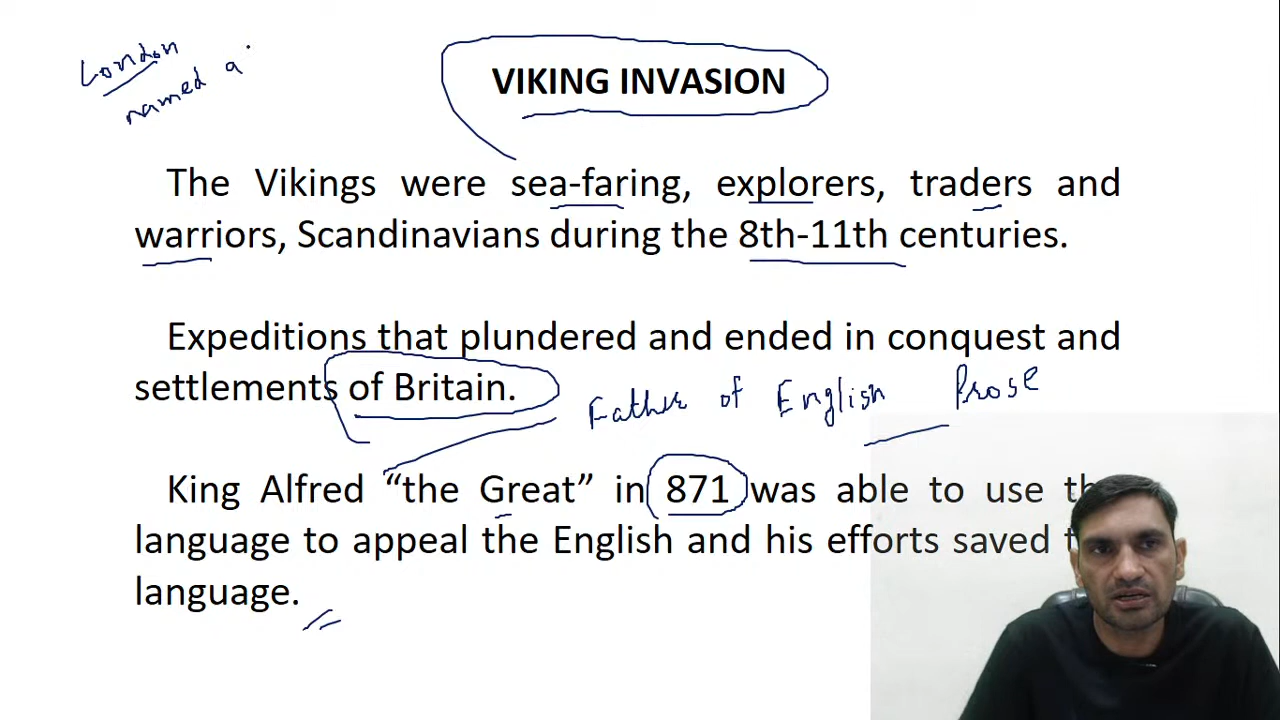 London
named a
VIKING INVASION
The Vikings were sea-faring, explorers, traders and
warriors, Scandinavians during the 8th-11th centuries.
Expeditions that plundered and ended in conquest and
settlements of Britain.
Father of English Prose
King Alfred “the Great” in 871 was able to use
language to appeal the English and his efforts saved
language.